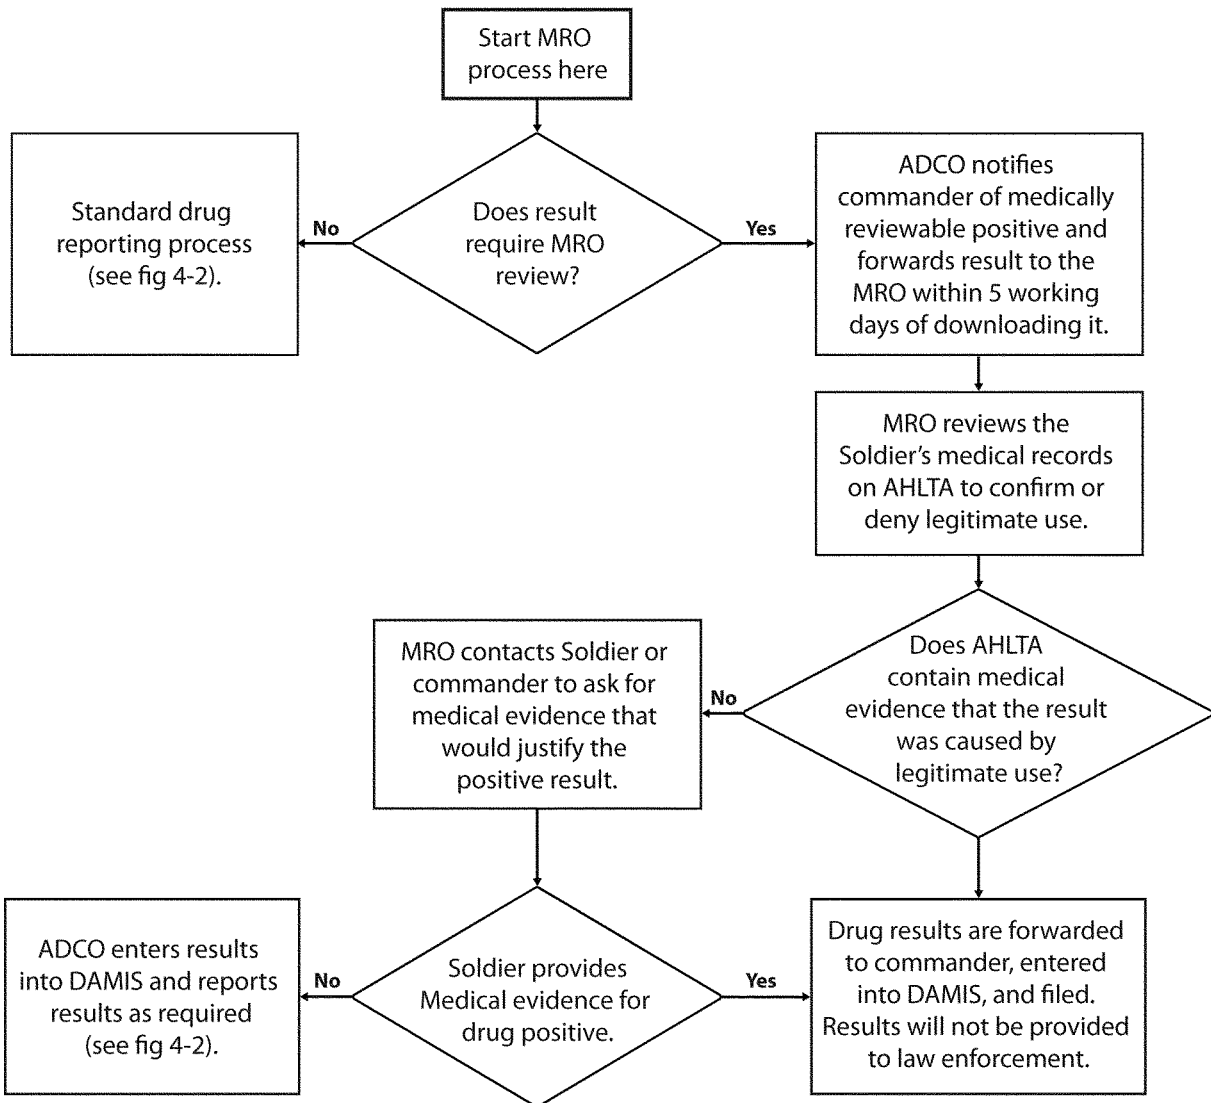 Start MRO
process here
Standard drug
reporting process
(see fig 4-2).
No
Does result
require MRO
review?
Yes
ADCO notifies
commander of medically
reviewable positive and
forwards result to the
MRO within 5 working
days of downloading it.
MRO reviews the
Soldier’s medical records
on AHLTA to confirm or
deny legitimate use.
MRO contacts Soldier or
commander to ask for
medical evidence that
would justify the
positive result.
No
Does AHLTA
contain medical
evidence that the result
was caused by
legitimate use?
ADCO enters results
into DAMIS and reports
results as required
(see fig 4-2).
No
Soldier provides
Medical evidence for
drug positive.
Yes
Drug results are forwarded
to commander, entered
into DAMIS, and filed.
Results will not be provided
to law enforcement.